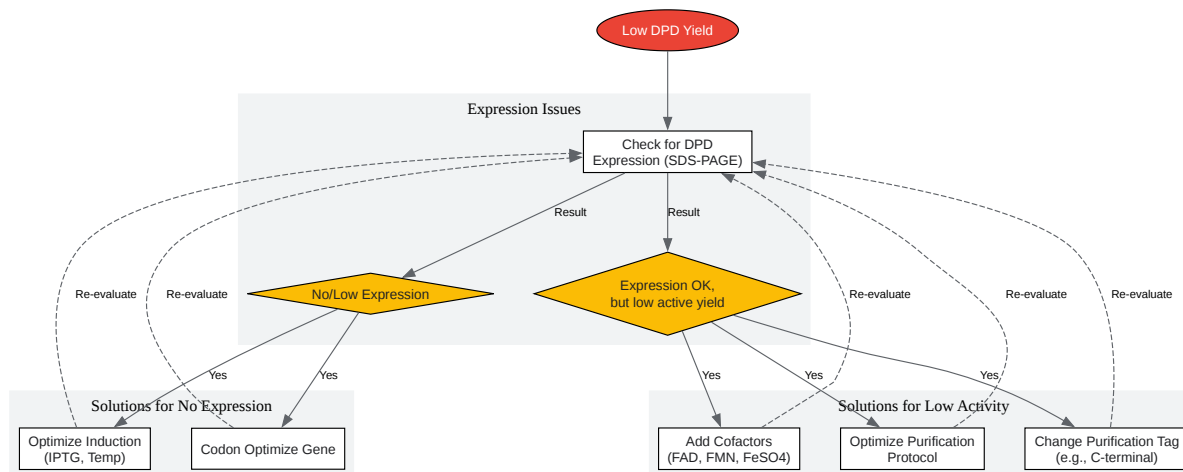 Low DPD Yield
Expression Issues
Check for DPD
Expression (SDS-PAGE)
Result
Result
Re-evaluate
Re-evaluate
No/Low Expression
Expression OK,
but low active yield
Re-evaluate
Re-evaluate
Re-evaluate
Yes
Yes
Yes
Yes
Yes
Solutions for No Expression
Optimize Induction
(IPTG, Temp)
Codon Optimize Gene
Solutions for Low Activity
Add Cofactors
(FAD, FMN, FeSO4)
Optimize Purification
Protocol
Change Purification Tag
(e.g., C-terminal)